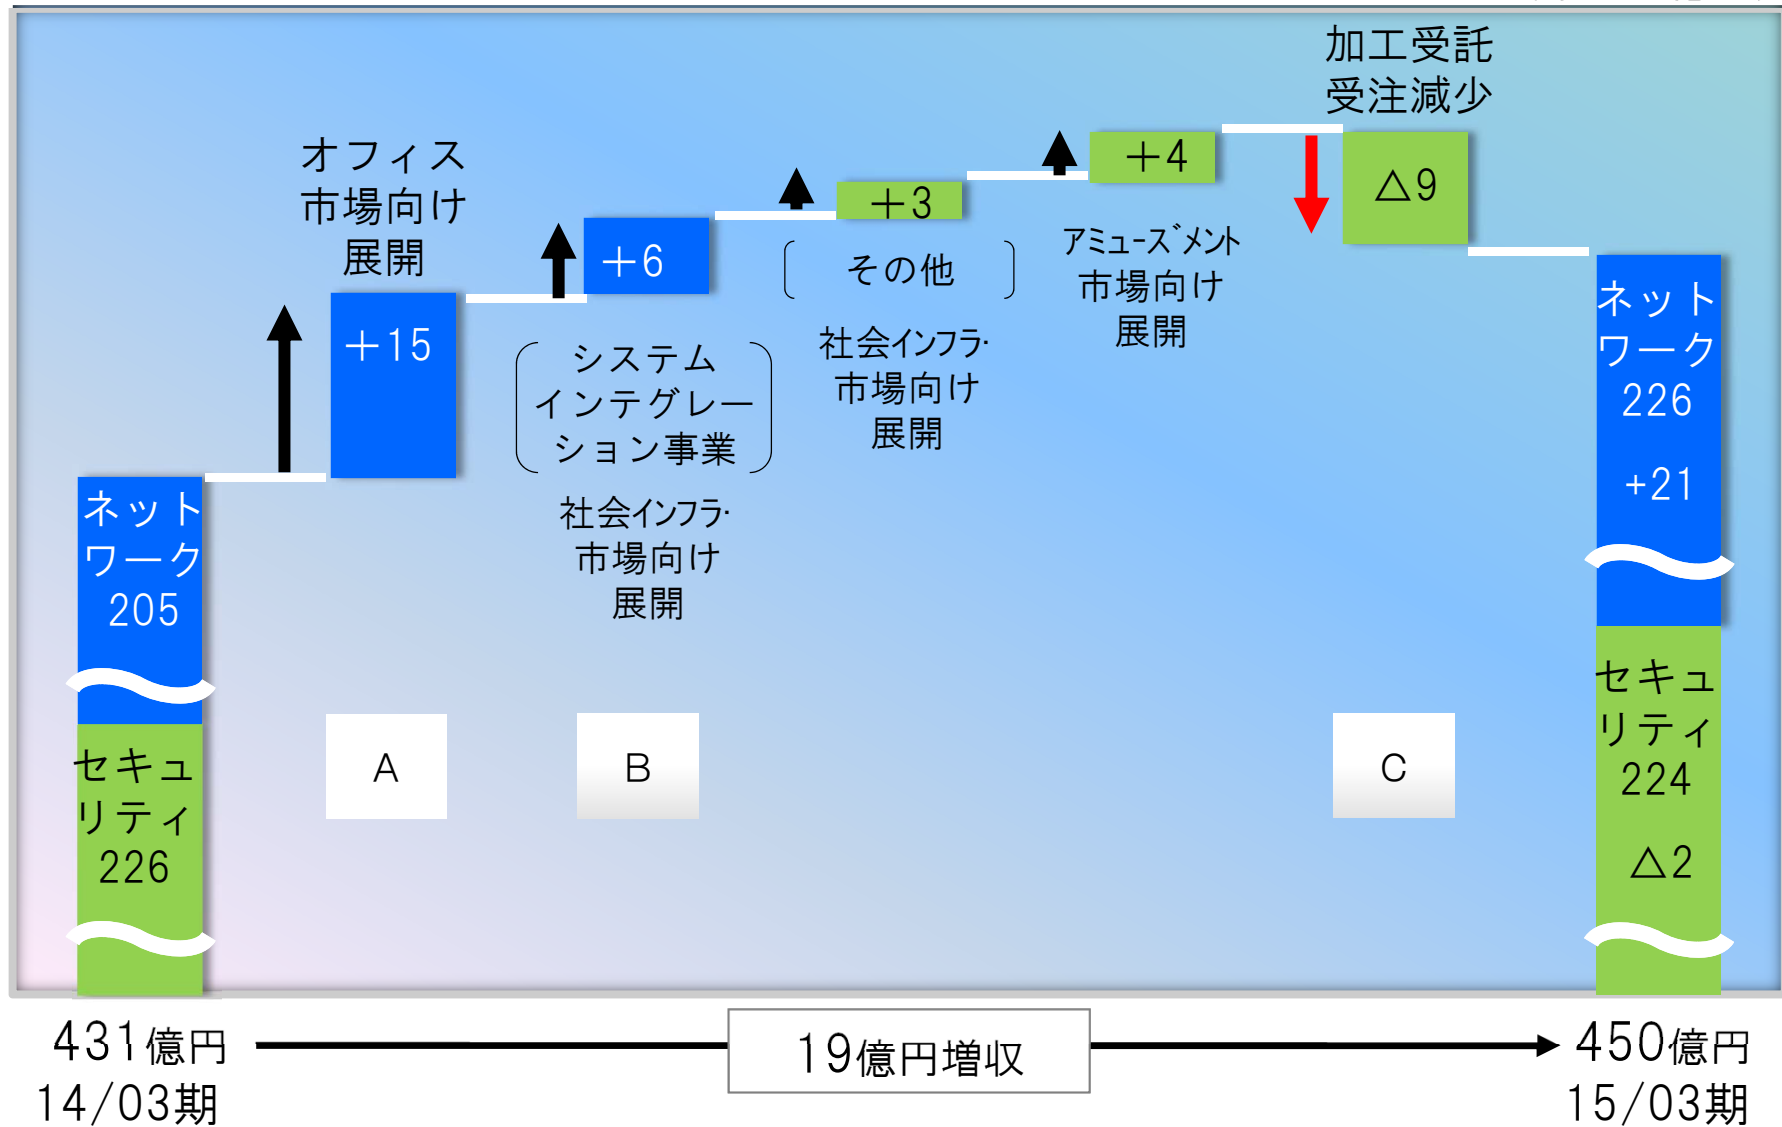 加工受託
受注減少
オフィス
市場向け
展開
+15
+6
+3
+4
△9
システム
インテグレー
ション事業
社会インフラ・
市場向け
展開
その他
社会インフラ・
市場向け
展開
アミューズメント
市場向け
展開
ネット
ワーク
205
セキュ
リティ
226
A
B
C
ネット
ワーク
226
+21
セキュ
リティ
224
△2
431億円
14/03期
19億円増収
450億円
15/03期